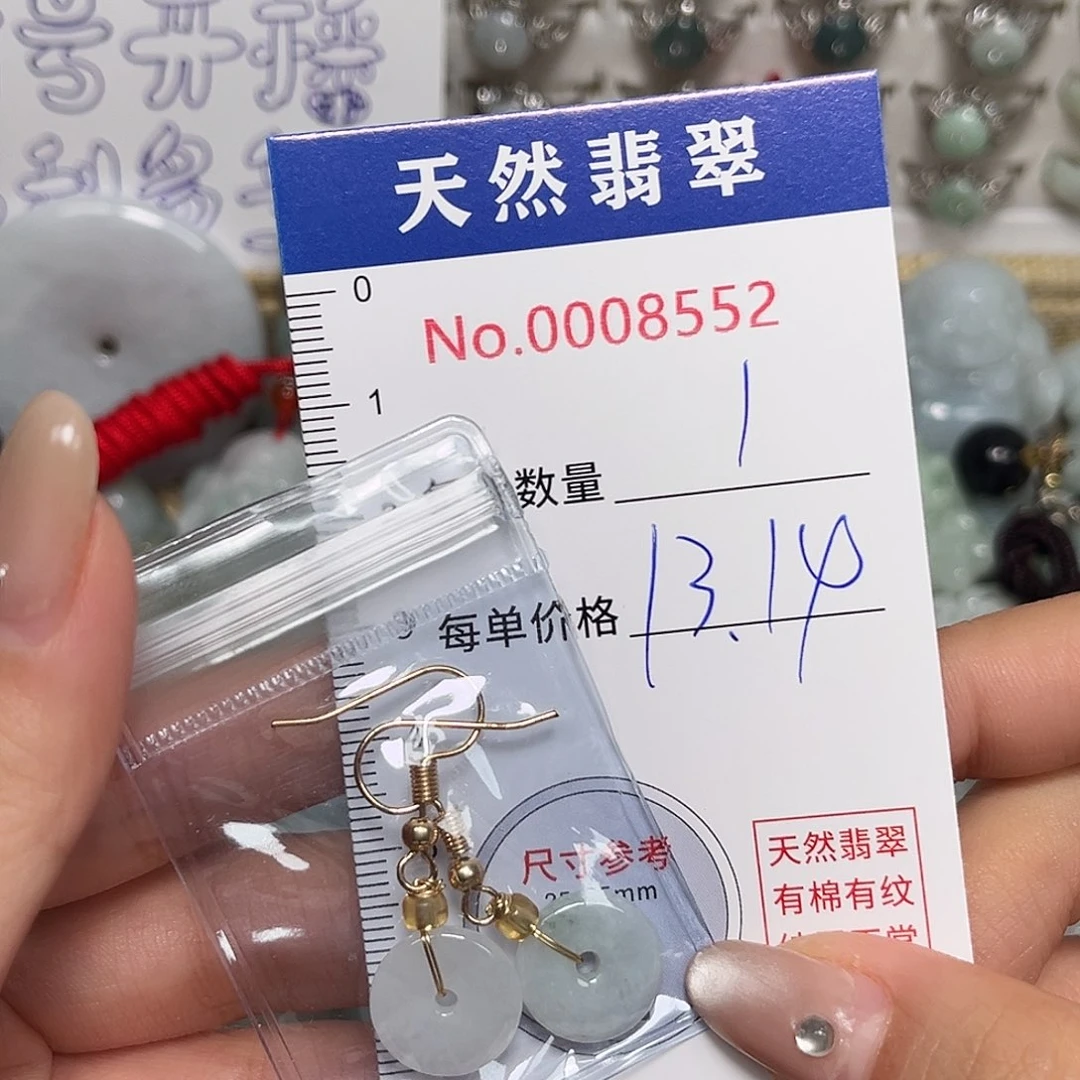 天然翡翠
No.0008552
0
1
数量 1
每单价格 13.14
尺寸参考
mm
天然翡翠
有棉有纹